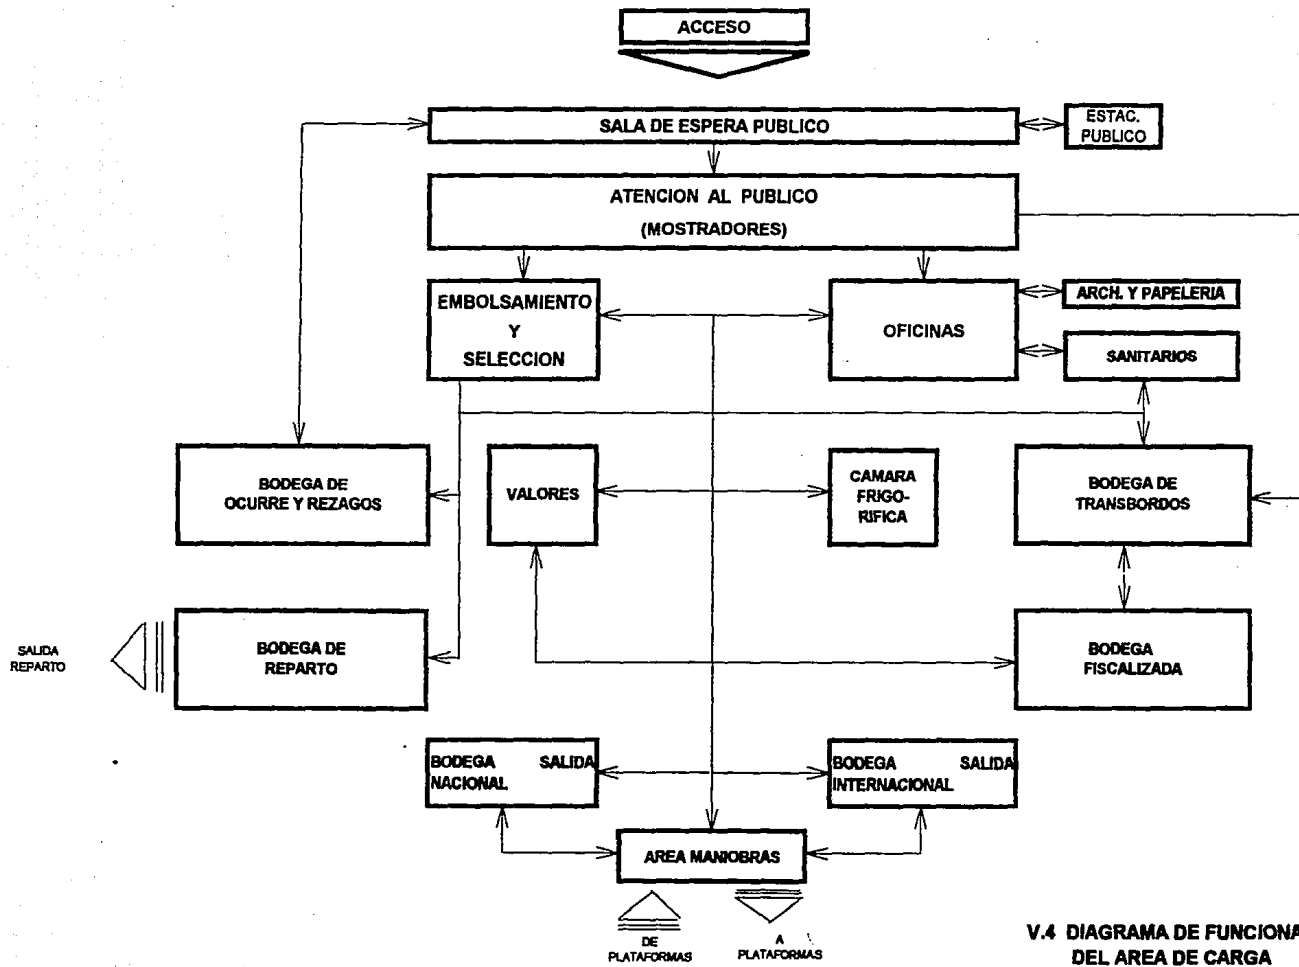 ACCESO
SALA DE ESPERA PUBLICO
ESTAC.
PUBLICO
ATENCION AL PUBLICO
(MOSTRADORES)
EMBOLSAMIENTO
Y
SELECCION
OFICINAS
ARCH. Y PAPELERIA
SANITARIOS
BODEGA DE
OCURRE Y REZAGOS
VALORES
CAMARA
FRIGO-
RIFICA
BODEGA DE
TRANSBORDOS
SALIDA
REPARTO
BODEGA DE
REPARTO
BODEGA
FISCALIZADA
BODEGA SALIDA
NACIONAL
BODEGA SALIDA
INTERNACIONAL
AREA MANIOBRAS
DE
PLATAFORMAS
A
PLATAFORMAS
V.4 DIAGRAMA DE FUNCIONA
DEL AREA DE CARGA